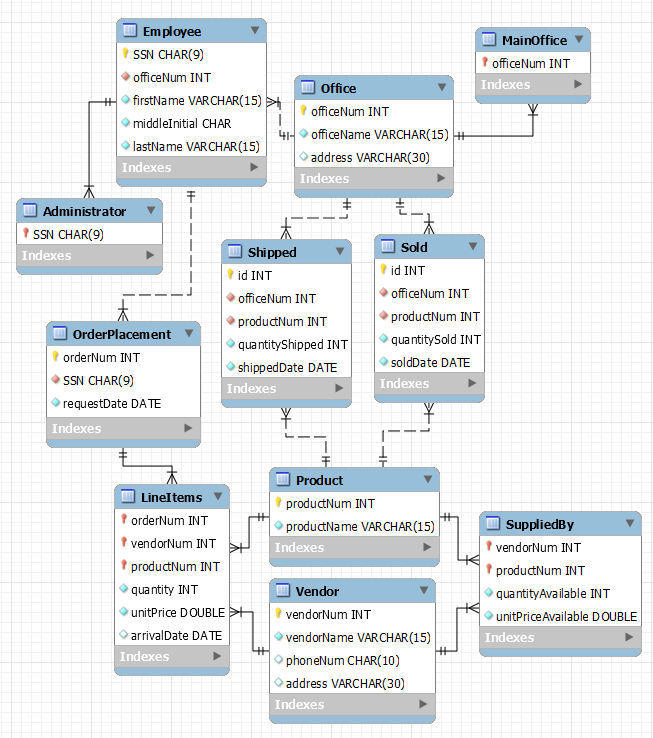 Employee
SSN CHAR(9)
officeNum INT
firstName VARCHAR(15)
middleInitial CHAR
lastName VARCHAR(15)
Indexes
MainOffice
officeNum INT
Indexes
Office
officeNum INT
officeName VARCHAR(15)
address VARCHAR(30)
Indexes
Administrator
SSN CHAR(9)
Indexes
Shipped
id INT
officeNum INT
productNum INT
quantityShipped INT
shippedDate DATE
Indexes
Sold
id INT
officeNum INT
productNum INT
quantitySold INT
soldDate DATE
Indexes
OrderPlacement
orderNum INT
SSN CHAR(9)
requestDate DATE
Indexes
LineItems
orderNum INT
vendorNum INT
productNum INT
quantity INT
unitPrice DOUBLE
arrivalDate DATE
Indexes
Product
productNum INT
productName VARCHAR(15)
Indexes
SuppliedBy
vendorNum INT
productNum INT
quantityAvailable INT
unitPriceAvailable DOUBLE
Indexes
Vendor
vendorNum INT
vendorName VARCHAR(15)
phoneNum CHAR(10)
address VARCHAR(30)
Indexes